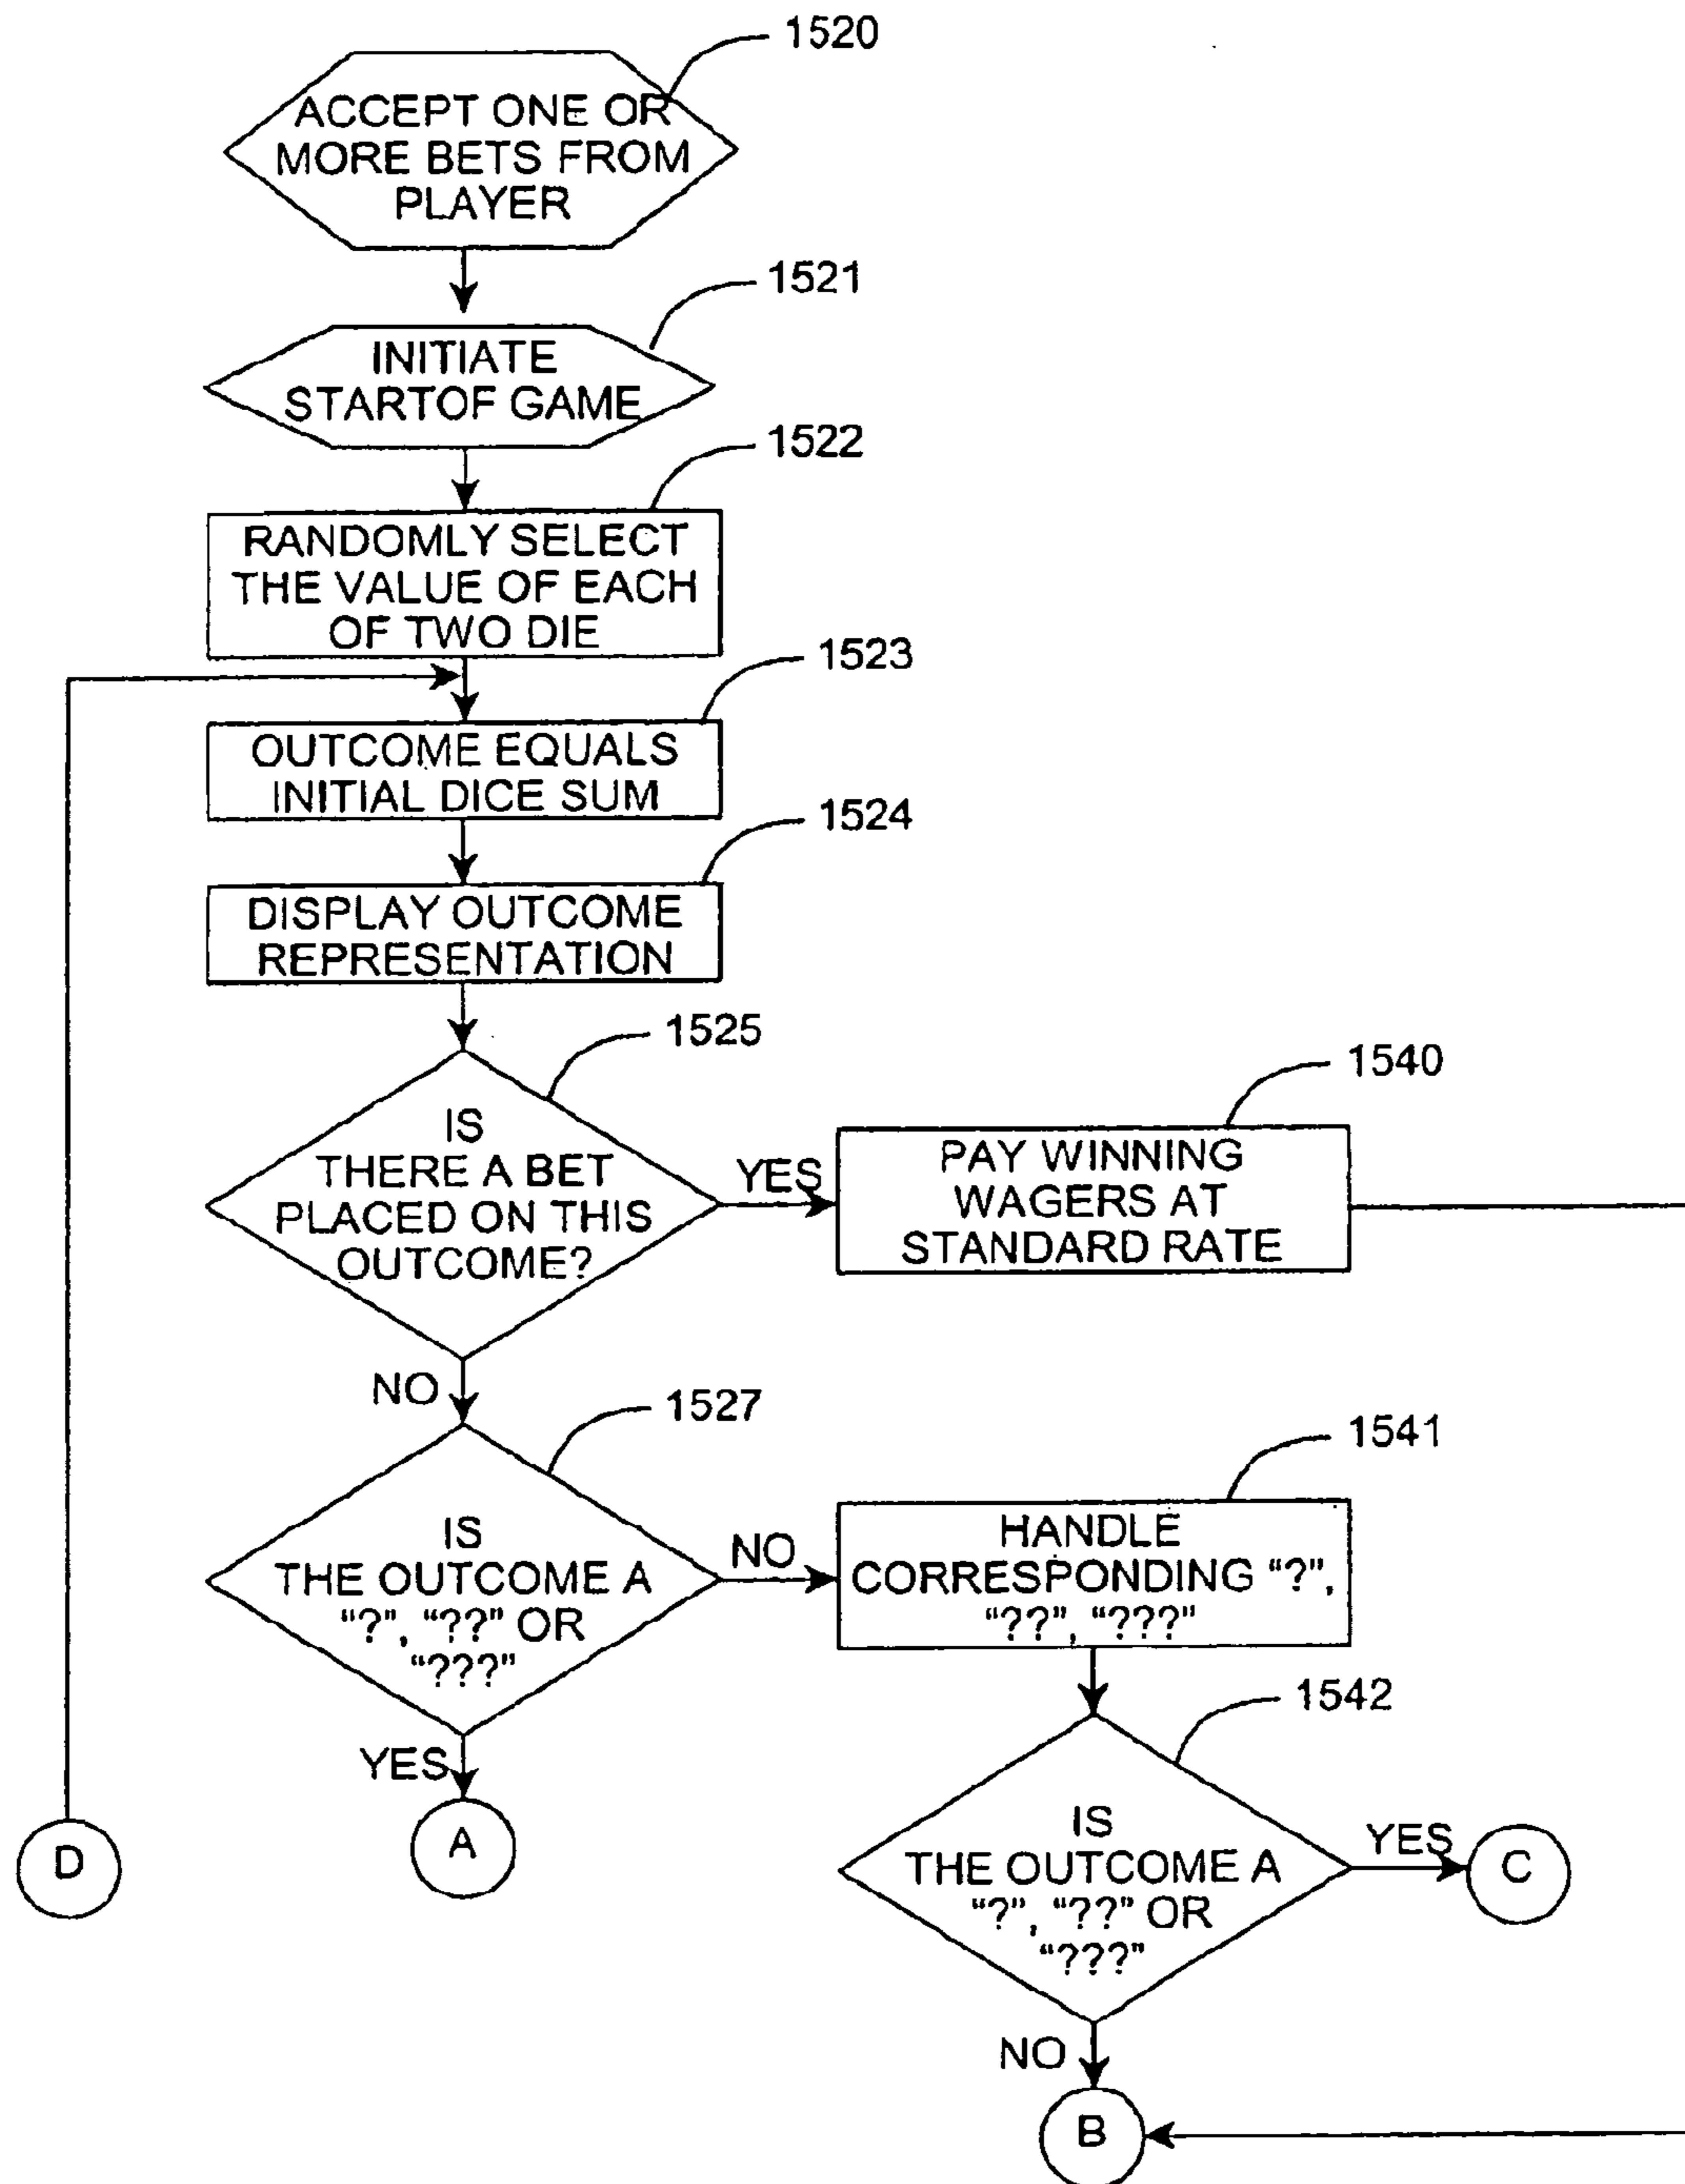 1520
ACCEPT ONE OR
MORE BETS FROM
PLAYER
1521
INITIATE
STARTOF GAME
1522
RANDOMLY SELECT
THE VALUE OF EACH
OF TWO DIE
1523
OUTCOME EQUALS
INITIAL DICE SUM
1524
DISPLAY OUTCOME
REPRESENTATION
1525
IS
THERE A BET
PLACED ON THIS
OUTCOME?
YES
1540
PAY WINNING
WAGERS AT
STANDARD RATE
NO
1527
IS
THE OUTCOME A
“?”, “??” OR
“???”
NO
1541
HANDLE
CORRESPONDING “?”,
“??”, “???”
YES
A
D
1542
IS
THE OUTCOME A
“?”, “??” OR
“???”
YES
C
NO
B